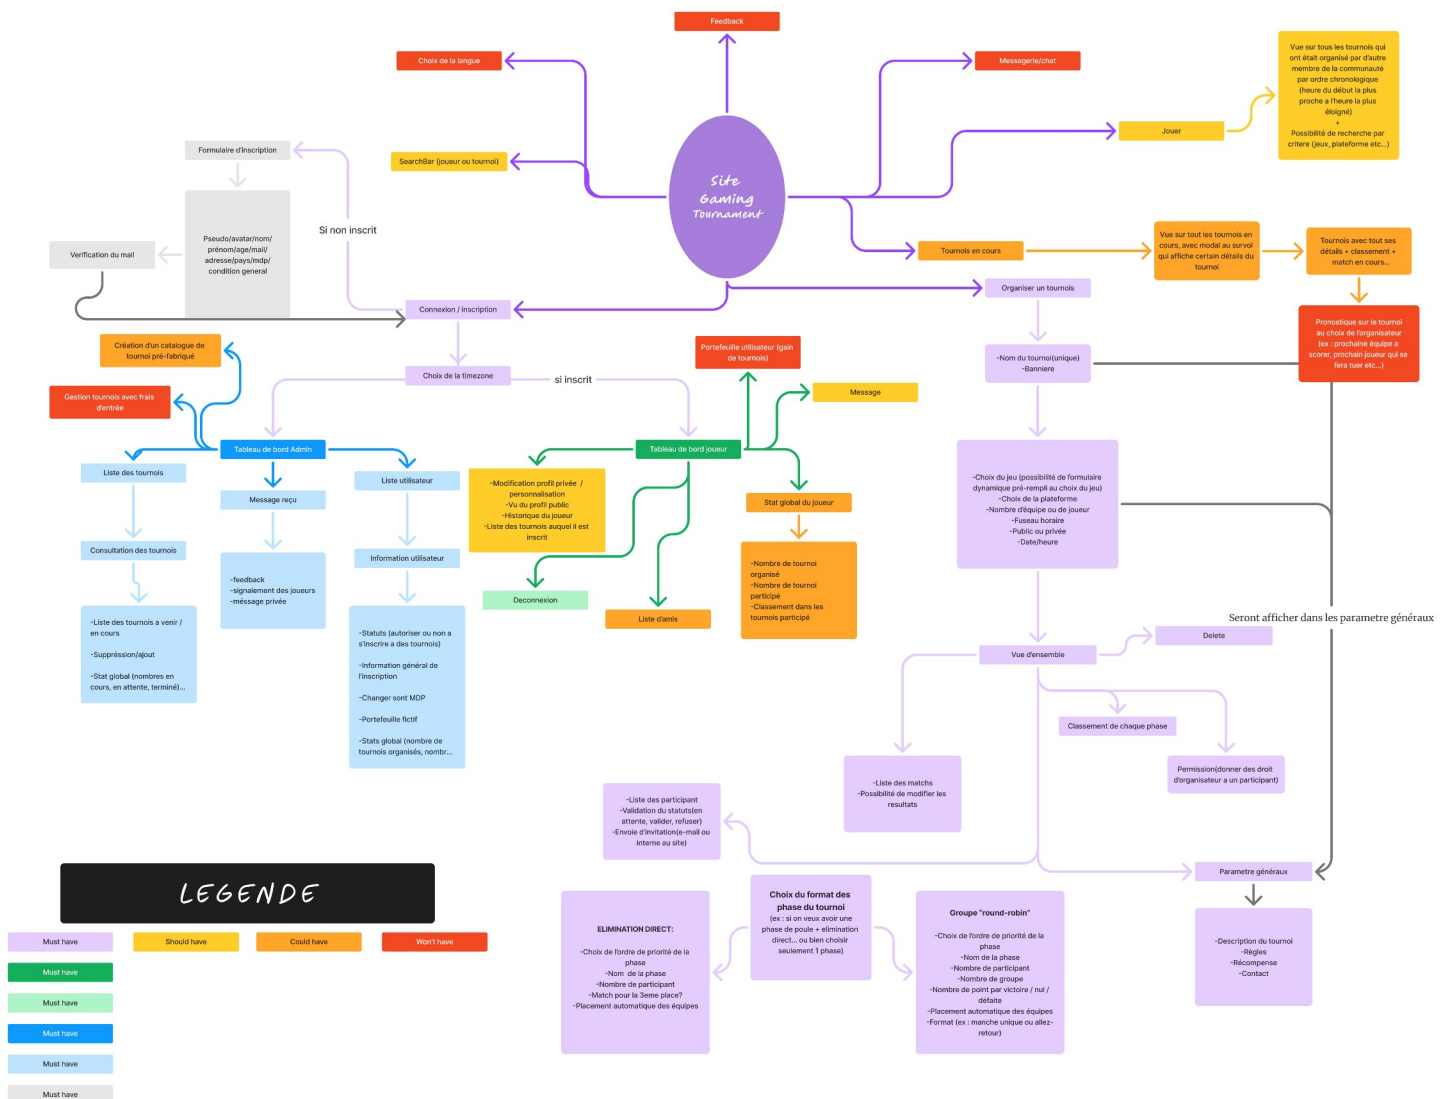 Feedback
Choix de la langue
Messagerie/chat
Vue sur tous les tournois qui
ont était organisé par d'autre
membre de la communauté
par ordre chronologique
(heure du début la plus
proche a l'heure la plus
éloigné)
+
Possibilité de recherche par
critere (jeux, plateforme etc...)
Jouer
Formulaire d'inscription
SearchBar (joueur ou tournoi)
Site
Gaming
Tournament
Si non inscrit
Pseudo/avatar/nom/
prénom/age/mail/
adresse/pays/mdp/
condition general
Verification du mail
Tournois en cours
Vue sur tout les tournois en
cours, avec modal au survol
qui affiche certain détails du
tournoi
Tournois avec tout ses
détails + classement +
match en cours...
Organiser un tournois
Connexion / inscription
Pronostique sur le tournoi
au choix de l'organisateur
(ex : prochaine équipe a
scorer, prochain joueur qui se
fera tuer etc...)
Création d'un catalogue de
tournoi pré-fabriqué
Portefeuille utilisateur (gain
de tournois)
-Nom du tournoi(unique)
-Banniere
Choix de la timezone
si inscrit
Gestion tournois avec frais
d'entrée
Message
Tableau de bord Admin
Tableau de bord joueur
Liste des tournois
Message reçu
Liste utilisateur
-Modification profil privée /
personnalisation
-Vu du profil public
-Historique du joueur
-Liste des tournois auquel il est
inscrit
Stat global du joueur
-Choix du jeu (possibilité de formulaire
dynamique pré-rempli au choix du jeu)
-Choix de la plateforme
-Nombre d'équipe ou de joueur
-Fuseau horaire
-Public ou privée
-Date/heure
Consultation des tournois
Information utilisateur
-feedback
-signalement des joueurs
-méssage privée
Deconnexion
Liste d'amis
-Nombre de tournoi
organisé
-Nombre de tournoi
participé
-Classement dans les
tournois participé
-Liste des tournois a venir /
en cours
-Suppréssion/ajout
-Stat global (nombres en
cours, en attente, terminé)...
-Statuts (autoriser ou non a
s'inscrire a des tournois)
-Information général de
l'inscription
-Changer sont MDP
-Portefeuille fictif
-Stats global (nombre de
tournois organisés, nombr...
Seront afficher dans les parametre généraux
Delete
Vue d'ensemble
Classement de chaque phase
Permission(donner des droit
d'organisateur a un participant)
-Liste des matchs
-Possibilité de modifier les
resultats
-Liste des participant
-Validation du statuts(en
attente, valider, refuser)
-Envoie d'invitation(e-mail ou
interne au site)
Parametre généraux
Choix du format des
phase du tournoi
(ex : si on veux avoir une
phase de poule + elimination
direct... ou bien choisir
seulement 1 phase)
ELIMINATION DIRECT:
-Choix de l'ordre de priorité de la
phase
-Nom de la phase
-Nombre de participant
-Match pour la 3eme place?
-Placement automatique des équipes
Groupe "round-robin"
-Choix de l'ordre de priorité de la
phase
-Nom de la phase
-Nombre de participant
-Nombre de groupe
-Nombre de point par victoire / nul /
défaite
-Placement automatique des équipes
-Format (ex : manche unique ou allez-
retour)
-Description du tournoi
-Règles
-Récompense
-Contact
LEGENDE
Must have
Should have
Could have
Won't have
Must have
Must have
Must have
Must have
Must have